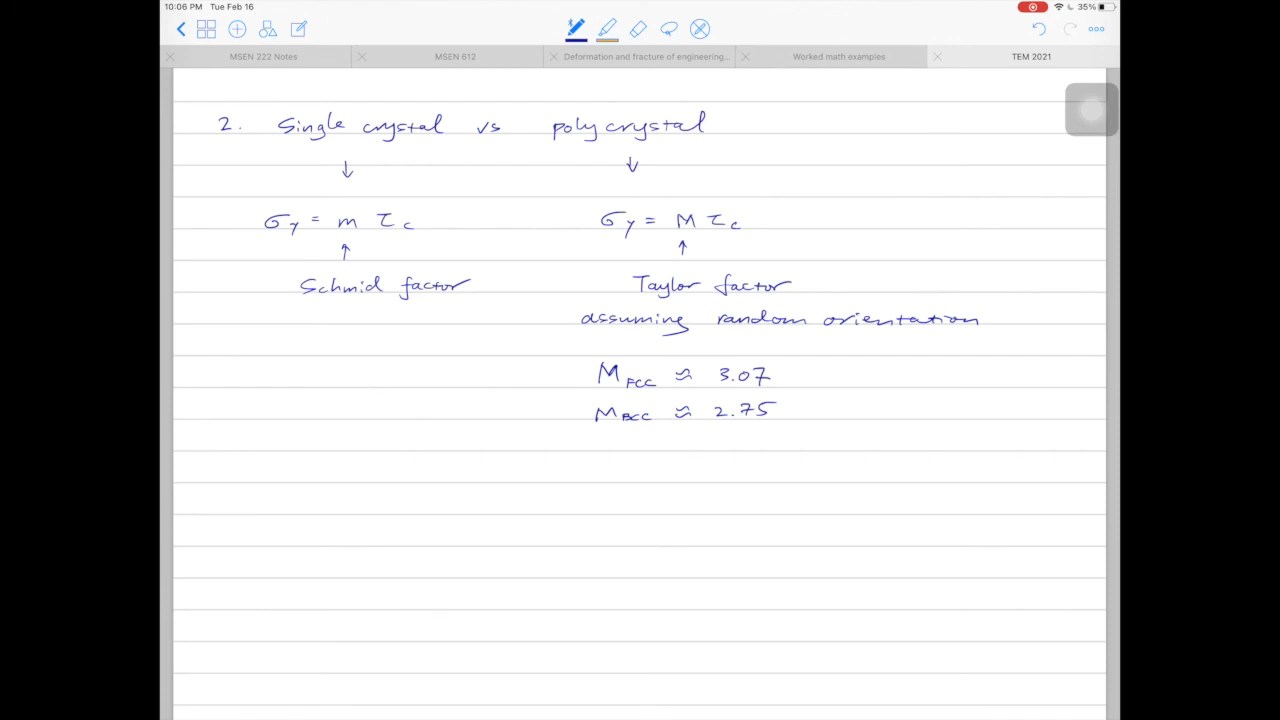 10:06 PM Tue Feb 16 35%
MSEN 222 Notes MSEN 612 Deformation and fracture of engineering... Worked math examples TEM 2021
2. Single crystal vs polycrystal
↓ ↓
σy = m τc σy = M τc
↑ ↑
Schmid factor Taylor factor
assuming random orientation
MFCC ≈ 3.07
MBCC ≈ 2.75